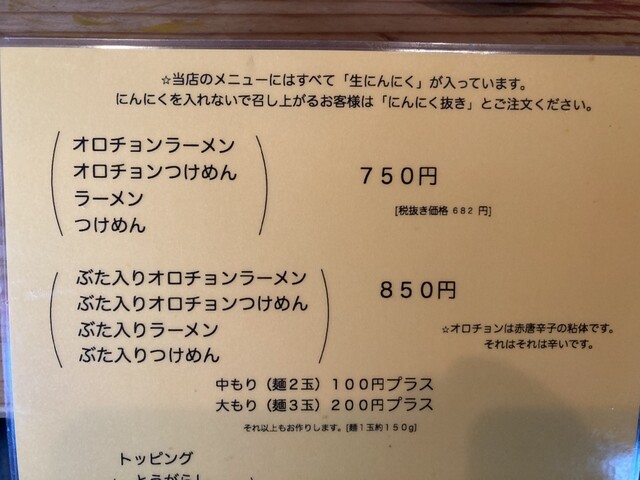 ☆当店のメニューにはすべて「生にんにく」が入っています。
にんにくを入れないで召し上がるお客様は「にんにく抜き」とご注文ください。
オロチョンラーメン
オロチョンつけめん
ラーメン
つけめん
750円
[税抜き価格 682 円]
ぶた入りオロチョンラーメン
ぶた入りオロチョンつけめん
ぶた入りラーメン
ぶた入りつけめん
850円
☆オロチョンは赤唐辛子の粘体です。
それはそれは辛いです。
中もり（麺2玉）100円プラス
大もり（麺3玉）200円プラス
それ以上もお作りします。[麺1玉約150g]
トッピング
とうがらし